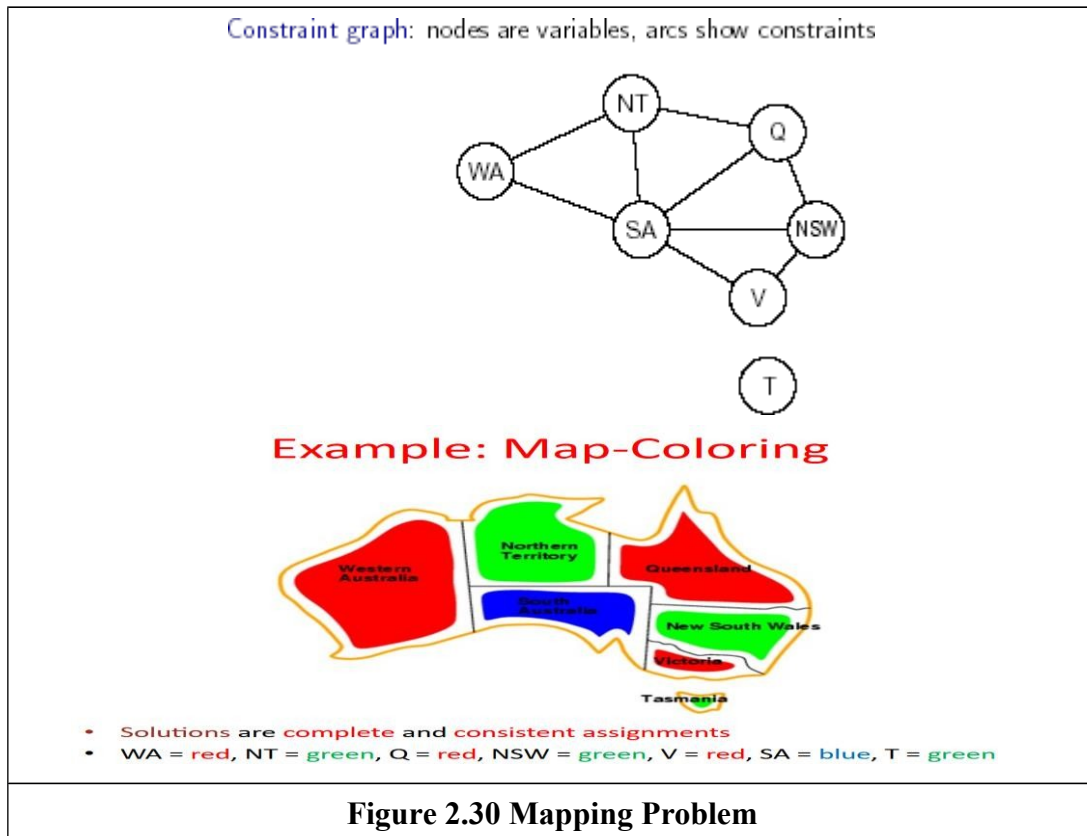 Constraint graph: nodes are variables, arcs show constraints
NT
Q
WA
SA
NSW
V
T
Example: Map-Coloring
Northern
Territory
Western
Australia
Queensland
South
Australia
New South Wales
Victoria
Tasmania
• Solutions are complete and consistent assignments
• WA = red, NT = green, Q = red, NSW = green, V = red, SA = blue, T = green
Figure 2.30 Mapping Problem